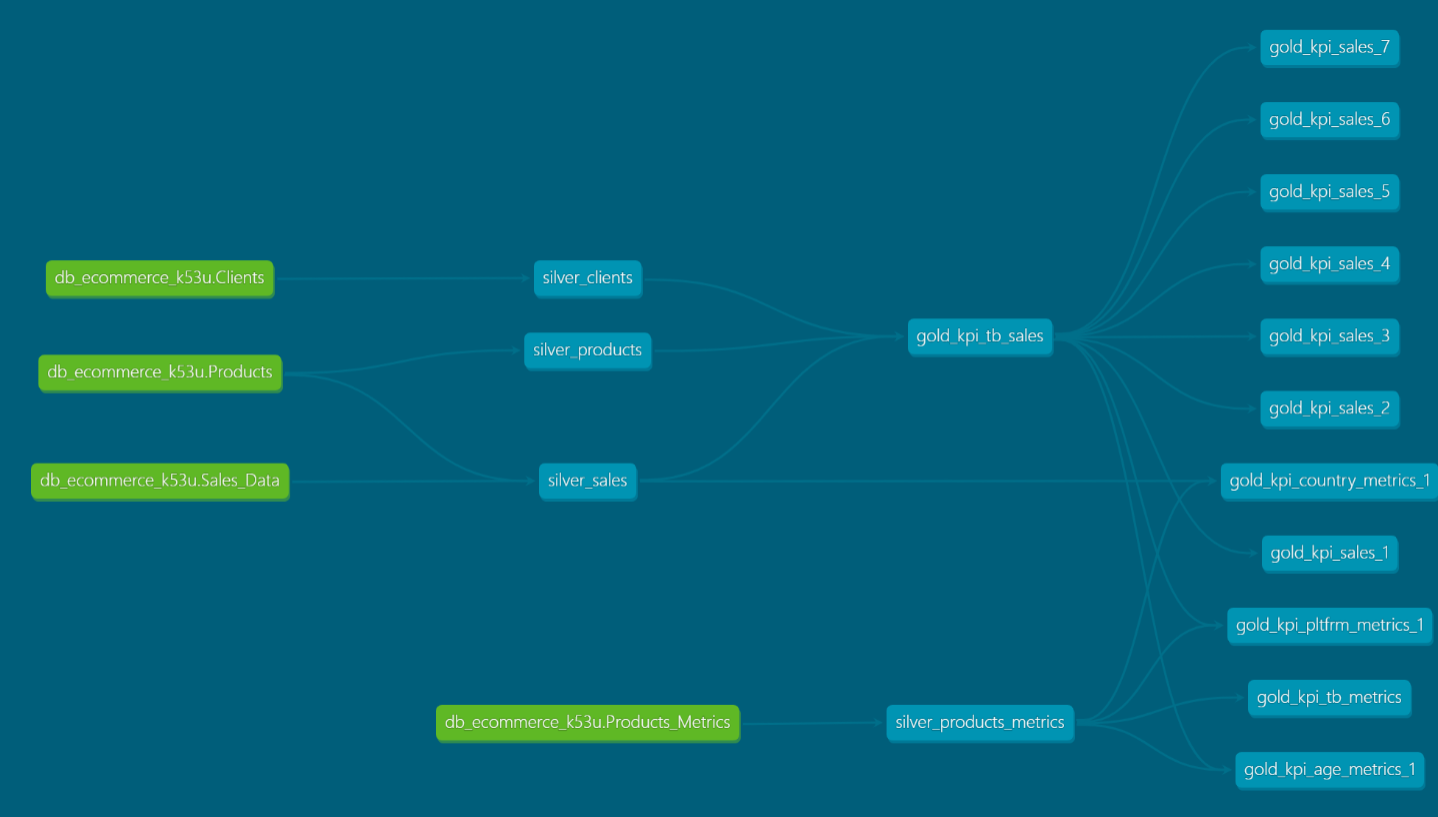 gold_kpi_sales_7
gold_kpi_sales_6
gold_kpi_sales_5
gold_kpi_sales_4
db_ecommerce_k53u.Clients
silver_clients
gold_kpi_tb_sales
gold_kpi_sales_3
silver_products
db_ecommerce_k53u.Products
gold_kpi_sales_2
db_ecommerce_k53u.Sales_Data
silver_sales
gold_kpi_country_metrics_1
gold_kpi_sales_1
gold_kpi_pltfrm_metrics_1
gold_kpi_tb_metrics
db_ecommerce_k53u.Products_Metrics
silver_products_metrics
gold_kpi_age_metrics_1